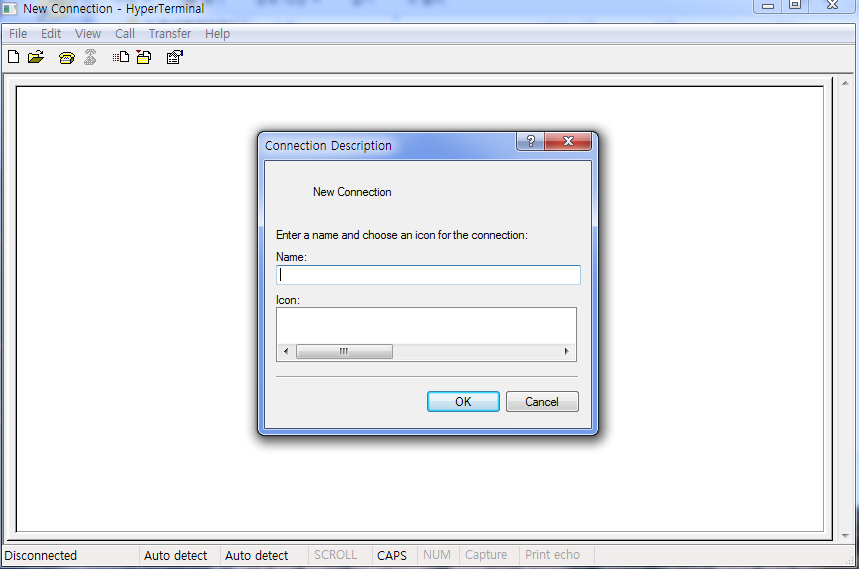 New Connection - HyperTerminal
File Edit View Call Transfer Help
Connection Description
?
New Connection
Enter a name and choose an icon for the connection:
Name:
Icon:
OK Cancel
Disconnected Auto detect Auto detect SCROLL CAPS NUM Capture Print echo